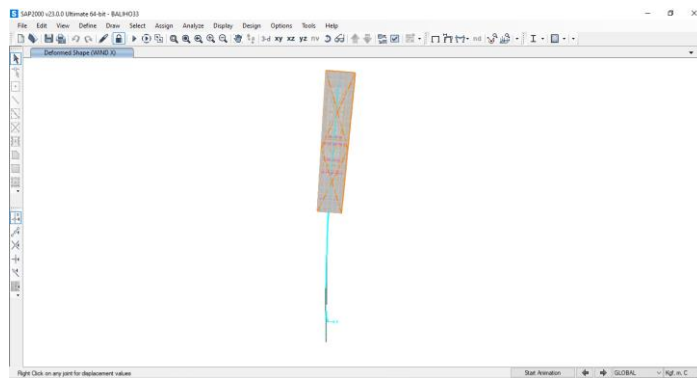 SAP2000 v23.0.0 Ultimate 64-bit - BALIHO33
File Edit View Define Draw Select Assign Analyze Display Design Options Tools Help
3-d xy xz yz nv nd
Deformed Shape (WIND X)
Right Click on any joint for displacement values
Start Animation
GLOBAL
Kgf, m, C